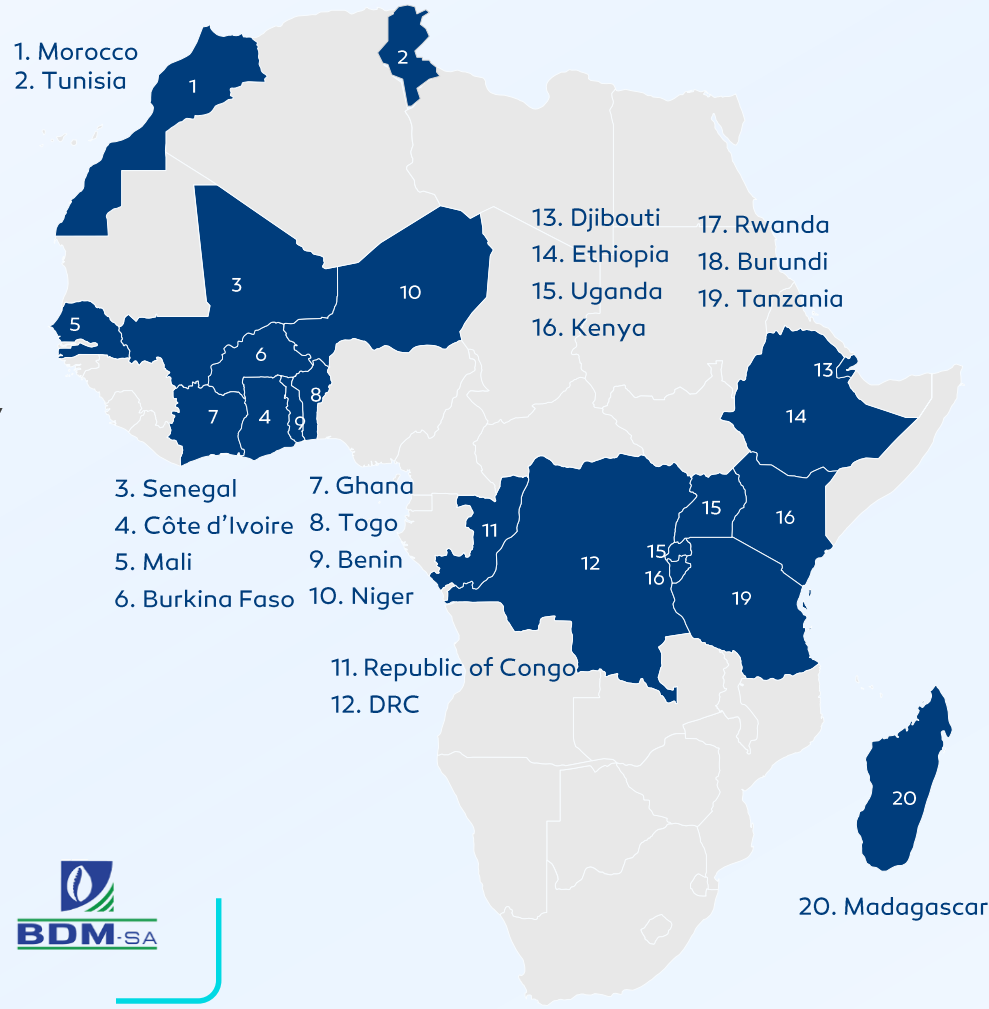 1. Morocco
2. Tunisia
1
2
13. Djibouti
14. Ethiopia
15. Uganda
16. Kenya
17. Rwanda
18. Burundi
19. Tanzania
3
10
5
6
8
7
4
9
13
14
3. Senegal
4. Côte d’Ivoire
5. Mali
6. Burkina Faso
7. Ghana
8. Togo
9. Benin
10. Niger
11
12
15
16
15
16
19
11. Republic of Congo
12. DRC
20
20. Madagascar
BDM-SA